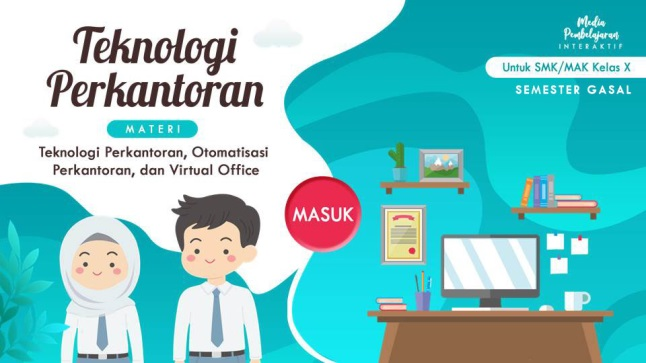 Teknologi
Perkantoran
MATERI
Teknologi Perkantoran, Otomatisasi
Perkantoran, dan Virtual Office
MASUK
Media
Pembelajaran
INTERAKTIF
Untuk SMK/MAK Kelas X
SEMESTER GASAL